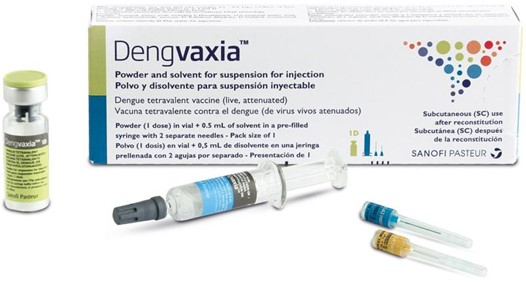 Dengvaxia™
Powder and solvent for suspension for injection
Polvo y disolvente para suspensión inyectable
Dengue tetravalent vaccine (live, attenuated)
Vacuna tetravalente contra el dengue (de virus vivos atenuados)
Powder (1 dose) in vial + 0.5 mL of solvent in a pre-filled
syringe with 2 separate needles - Pack size of 1
Polvo (1 dosis) en vial + 0,5 mL de disolvente en una jeringa
prellenada con 2 agujas por separado - Presentación de 1
1D
Subcutaneous (SC) use
after reconstitution
Subcutánea (SC) después
de la reconstitución
SANOFI PASTEUR
Dengvaxia™
Sanofi Pasteur